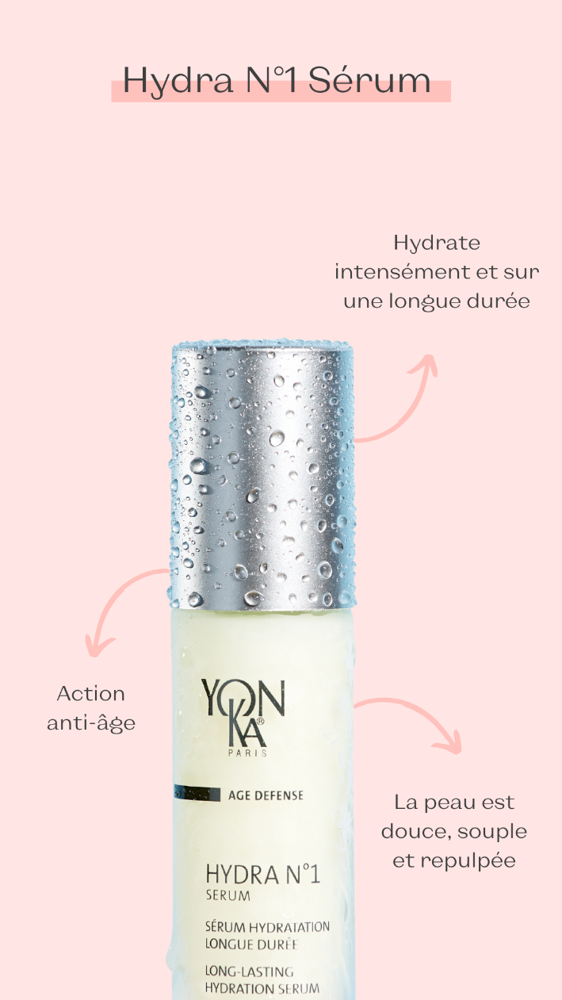 Hydra N°1 Sérum
Hydrate
intensément et sur
une longue durée
Action
anti-âge
La peau est
douce, souple
et repulpée
YON
KA®
PARIS
AGE DEFENSE
HYDRA N°1
SERUM
SÉRUM HYDRATATION
LONGUE DURÉE
LONG-LASTING
HYDRATION SERUM